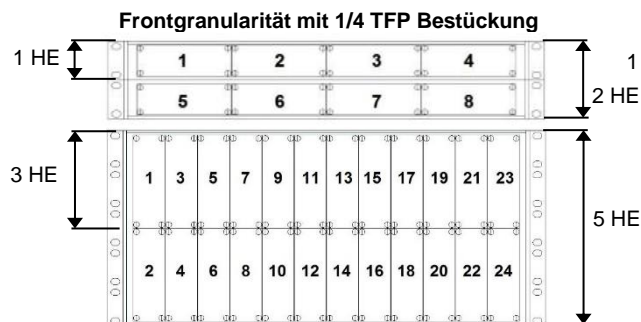 Frontgranularität mit 1/4 TFP Bestückung
1 HE
1 2 3 4
1
5 6 7 8
2 HE
3 HE
1 3 5 7 9 11 13 15 17 19 21 23
5 HE
2 4 6 8 10 12 14 16 18 20 22 24